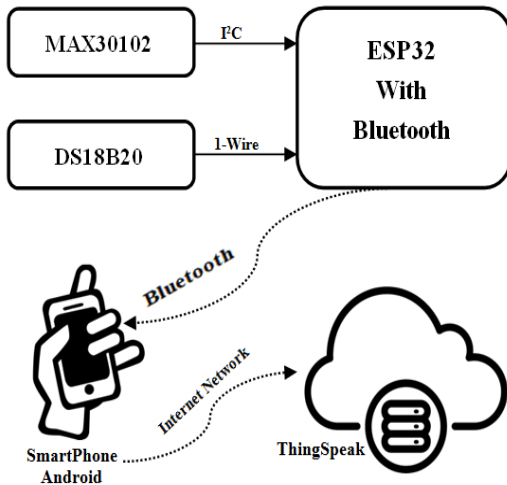 MAX30102
I²C
ESP32
With
Bluetooth
DS18B20
1-Wire
Bluetooth
Internet Network
SmartPhone
Android
ThingSpeak